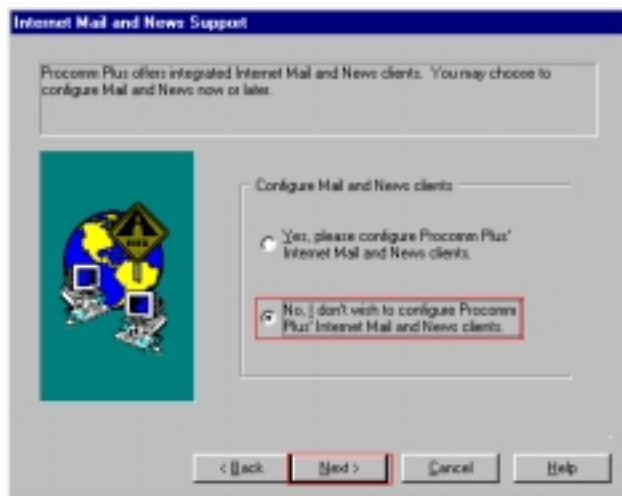 Internet Mail and News Support
Procomm Plus offers integrated Internet Mail and News clients. You may choose to
configure Mail and News now or later.
Configure Mail and News clients
Yes, please configure Procomm Plus'
Internet Mail and News clients.
No, I don't wish to configure Procomm
Plus' Internet Mail and News clients.
< Back
Next >
Cancel
Help